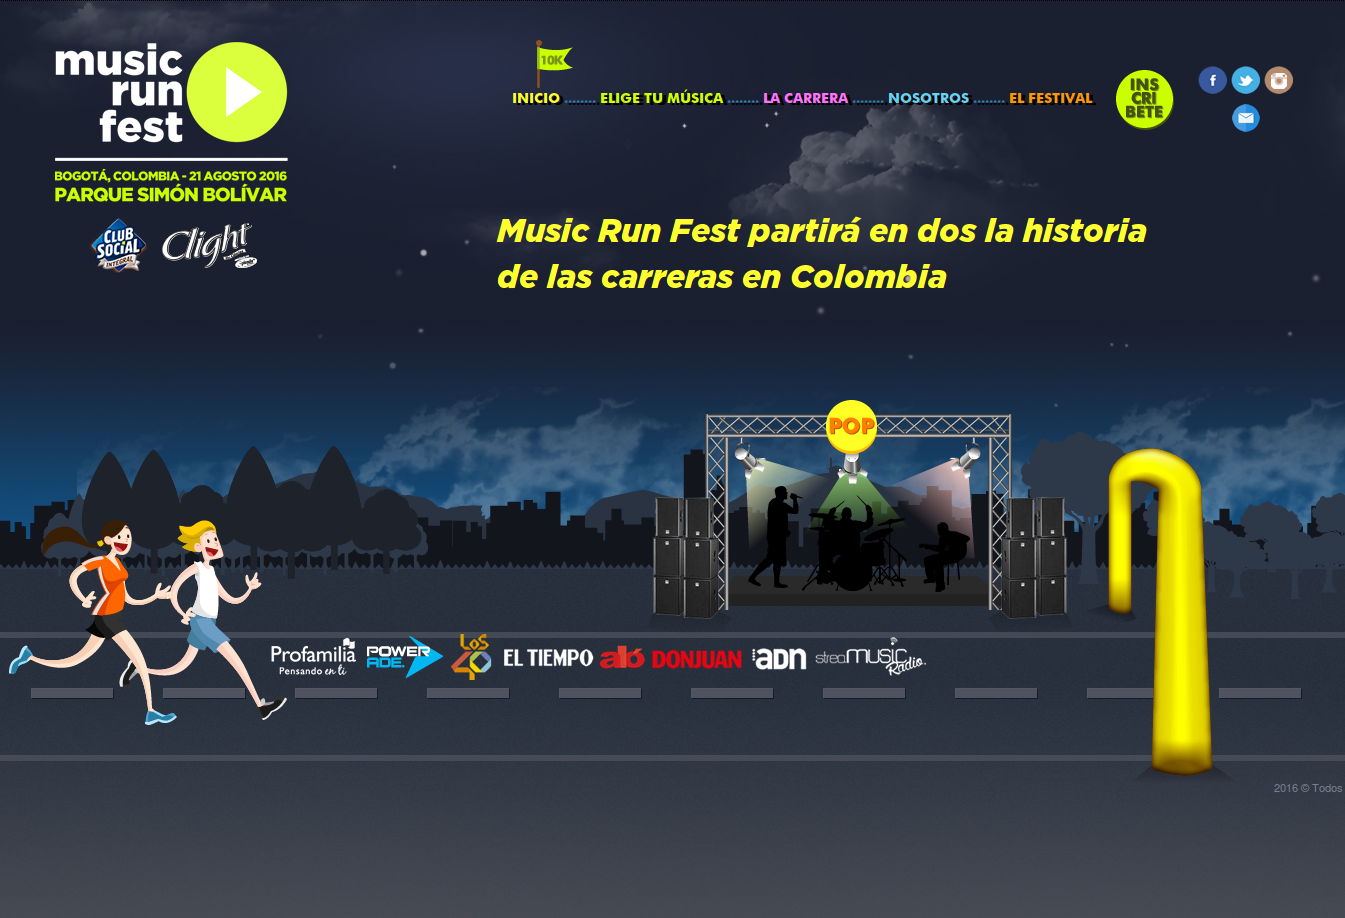 music
run
fest
BOGOTÁ, COLOMBIA - 21 AGOSTO 2016
PARQUE SIMÓN BOLÍVAR
CLUB
SOCIAL
INTEGRAL
Clight
10K
INICIO ........ ELIGE TU MÚSICA ........ LA CARRERA ........ NOSOTROS ........ EL FESTIVAL
INS
CRI
BETE
Music Run Fest partirá en dos la historia
de las carreras en Colombia
POP
Profamilia
Pensando en ti
POWER
ADE.
LOS
40
EL TIEMPO
aló
DONJUAN
ADN
streaMUSIC
Radio.
2016 © Todos